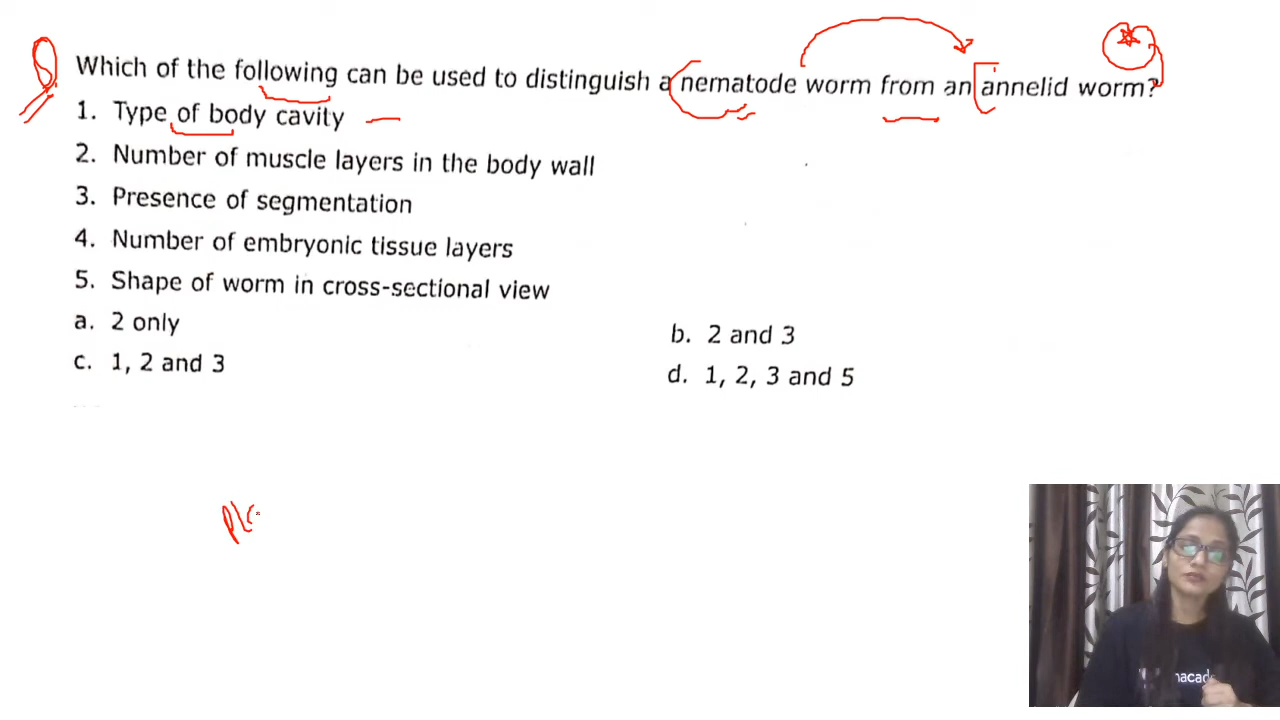 Which of the following can be used to distinguish a nematode worm from an annelid worm?
1. Type of body cavity
2. Number of muscle layers in the body wall
3. Presence of segmentation
4. Number of embryonic tissue layers
5. Shape of worm in cross-sectional view
a. 2 only
b. 2 and 3
c. 1, 2 and 3
d. 1, 2, 3 and 5